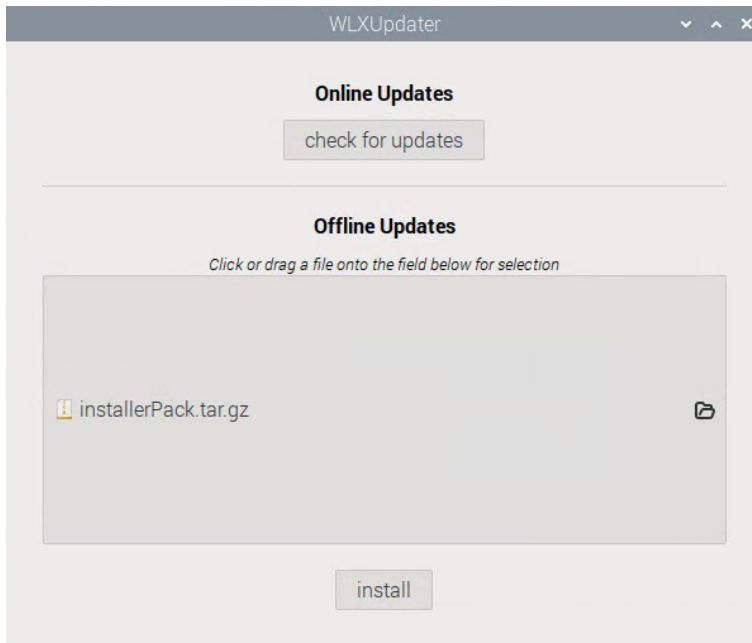 WLXUpdater
Online Updates
check for updates
Offline Updates
Click or drag a file onto the field below for selection
installerPack.tar.gz
install